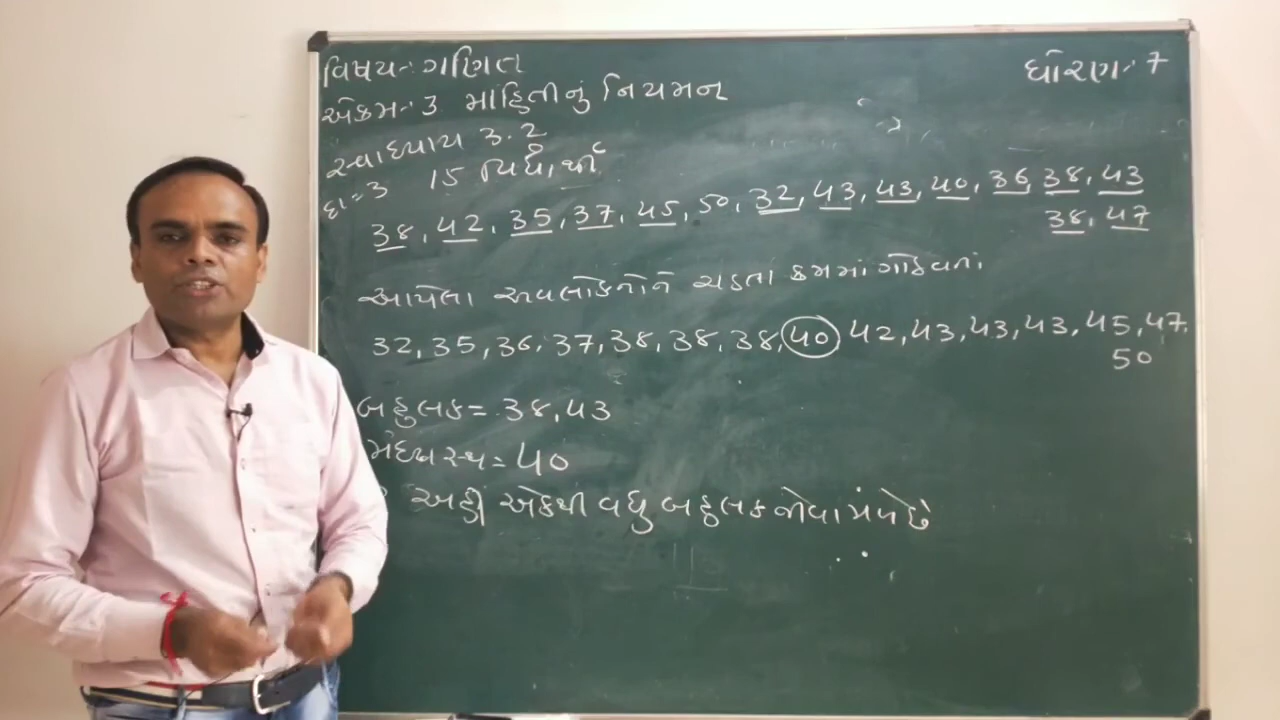 વિષય:- ગણિત
ધોરણ:- 7
એકમ:- 3 માહિતીનું નિયમન
સ્વાધ્યાય 3.2
દા=3 15 વિદ્યાર્થી
38, 42, 35, 37, 45, 50, 32, 43, 43, 40, 36, 38, 43
38, 47
આપેલા અવલોકનોને ચડતા ક્રમમાં ગોઠવતાં
32, 35, 36, 37, 38, 38, 38, 40 42, 43, 43, 43, 45, 47,
50
બહુલક = 38, 43
મધ્યસ્થ = 40
અહીં એકથી વધુ બહુલક જોવા મળે છે